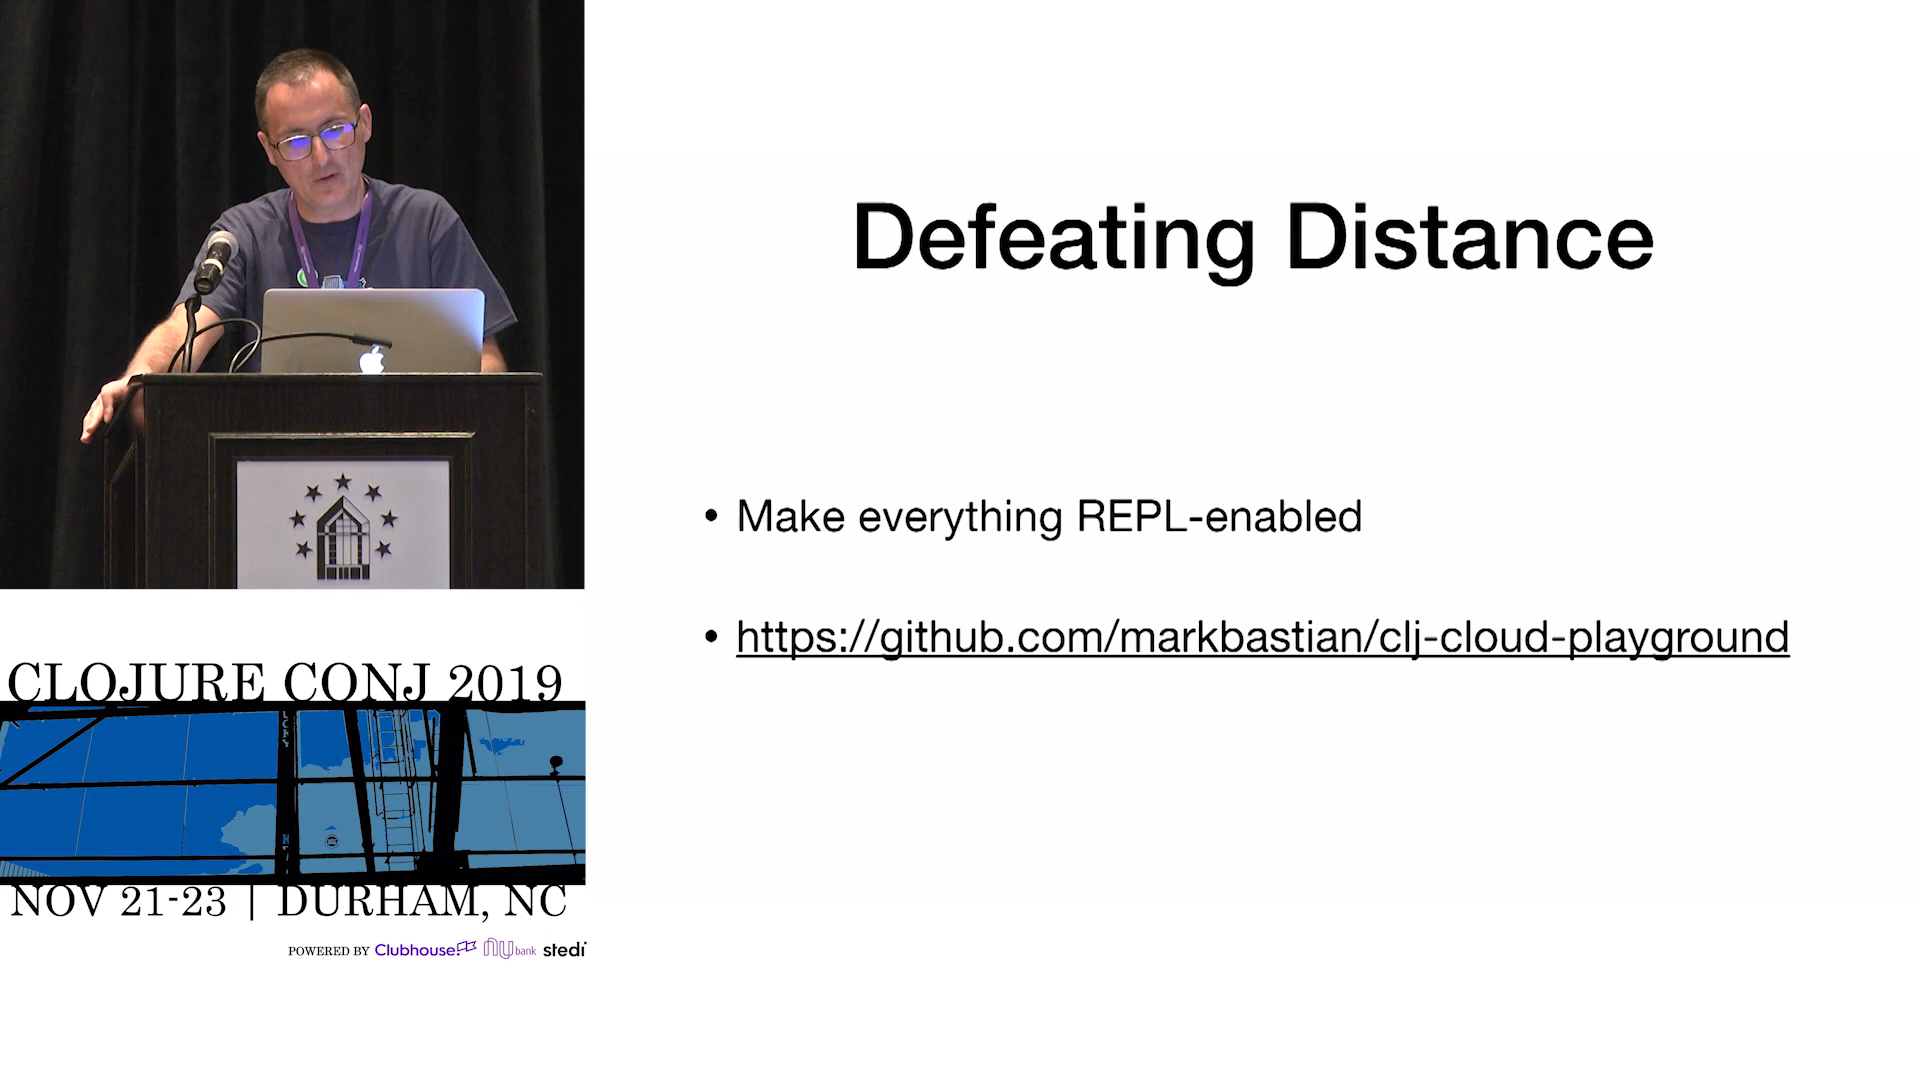 Defeating Distance
• Make everything REPL-enabled
• https://github.com/markbastian/clj-cloud-playground
CLOJURE CONJ 2019
NOV 21-23 | DURHAM, NC
POWERED BY Clubhouse nu bank stedi